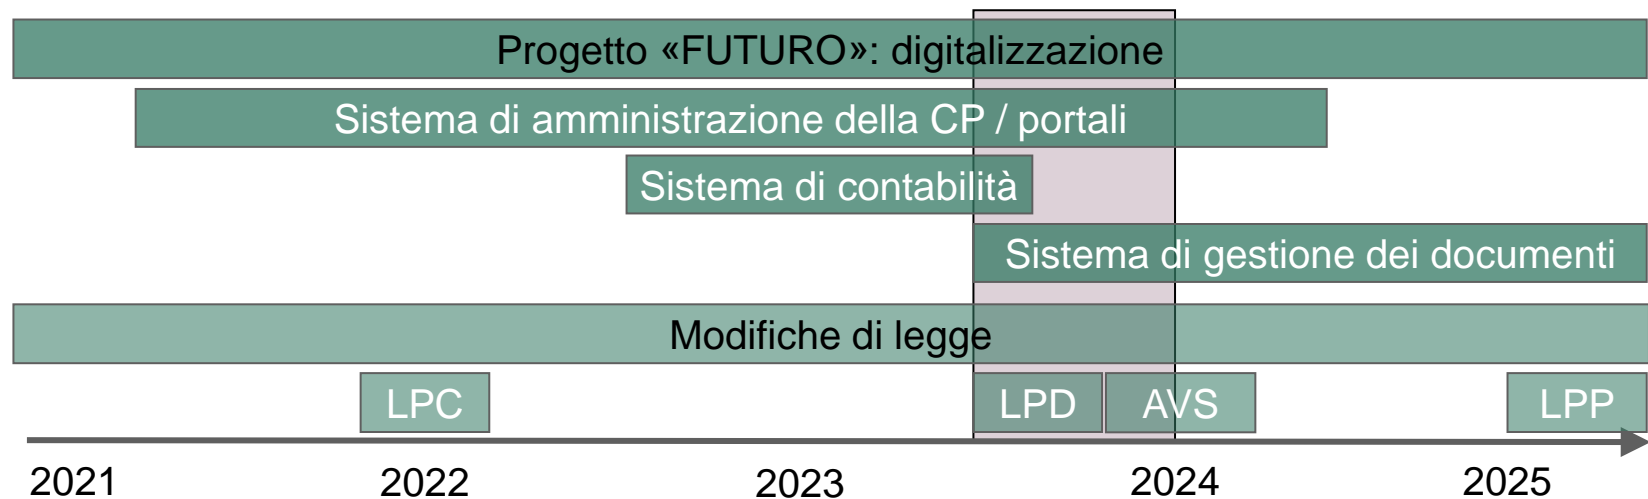 Progetto «FUTURO»: digitalizzazione
Sistema di amministrazione della CP / portali
Sistema di contabilità
Sistema di gestione dei documenti
Modifiche di legge
LPC LPD AVS LPP
2021 2022 2023 2024 2025